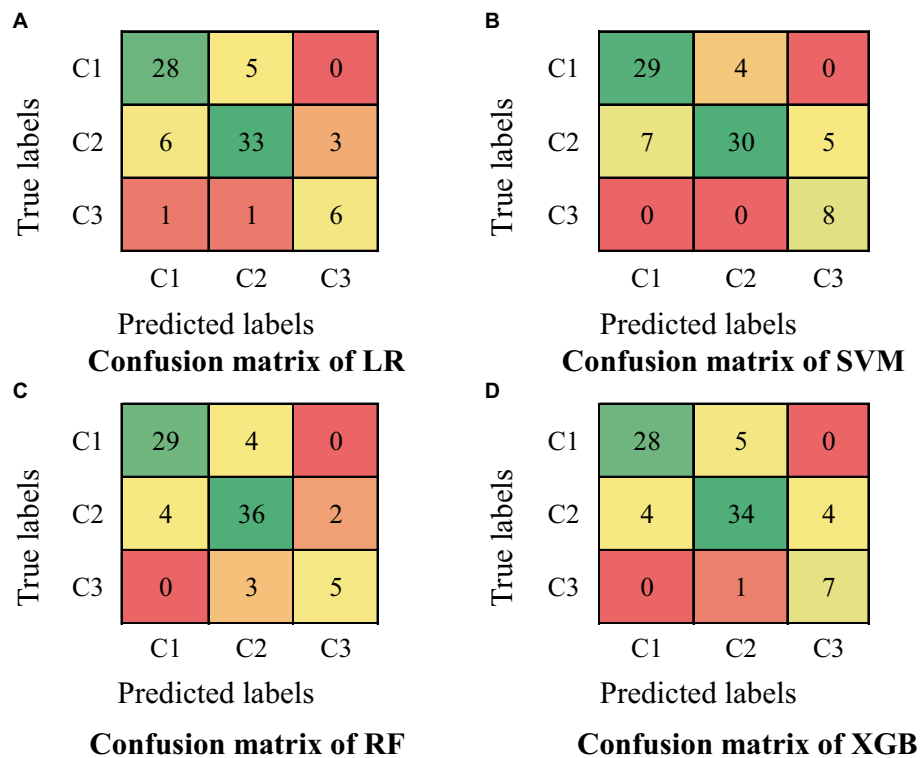 A
True labels
C1 28 5 0
C2 6 33 3
C3 1 1 6
C1 C2 C3
Predicted labels
Confusion matrix of LR
B
True labels
C1 29 4 0
C2 7 30 5
C3 0 0 8
C1 C2 C3
Predicted labels
Confusion matrix of SVM
C
True labels
C1 29 4 0
C2 4 36 2
C3 0 3 5
C1 C2 C3
Predicted labels
Confusion matrix of RF
D
True labels
C1 28 5 0
C2 4 34 4
C3 0 1 7
C1 C2 C3
Predicted labels
Confusion matrix of XGB